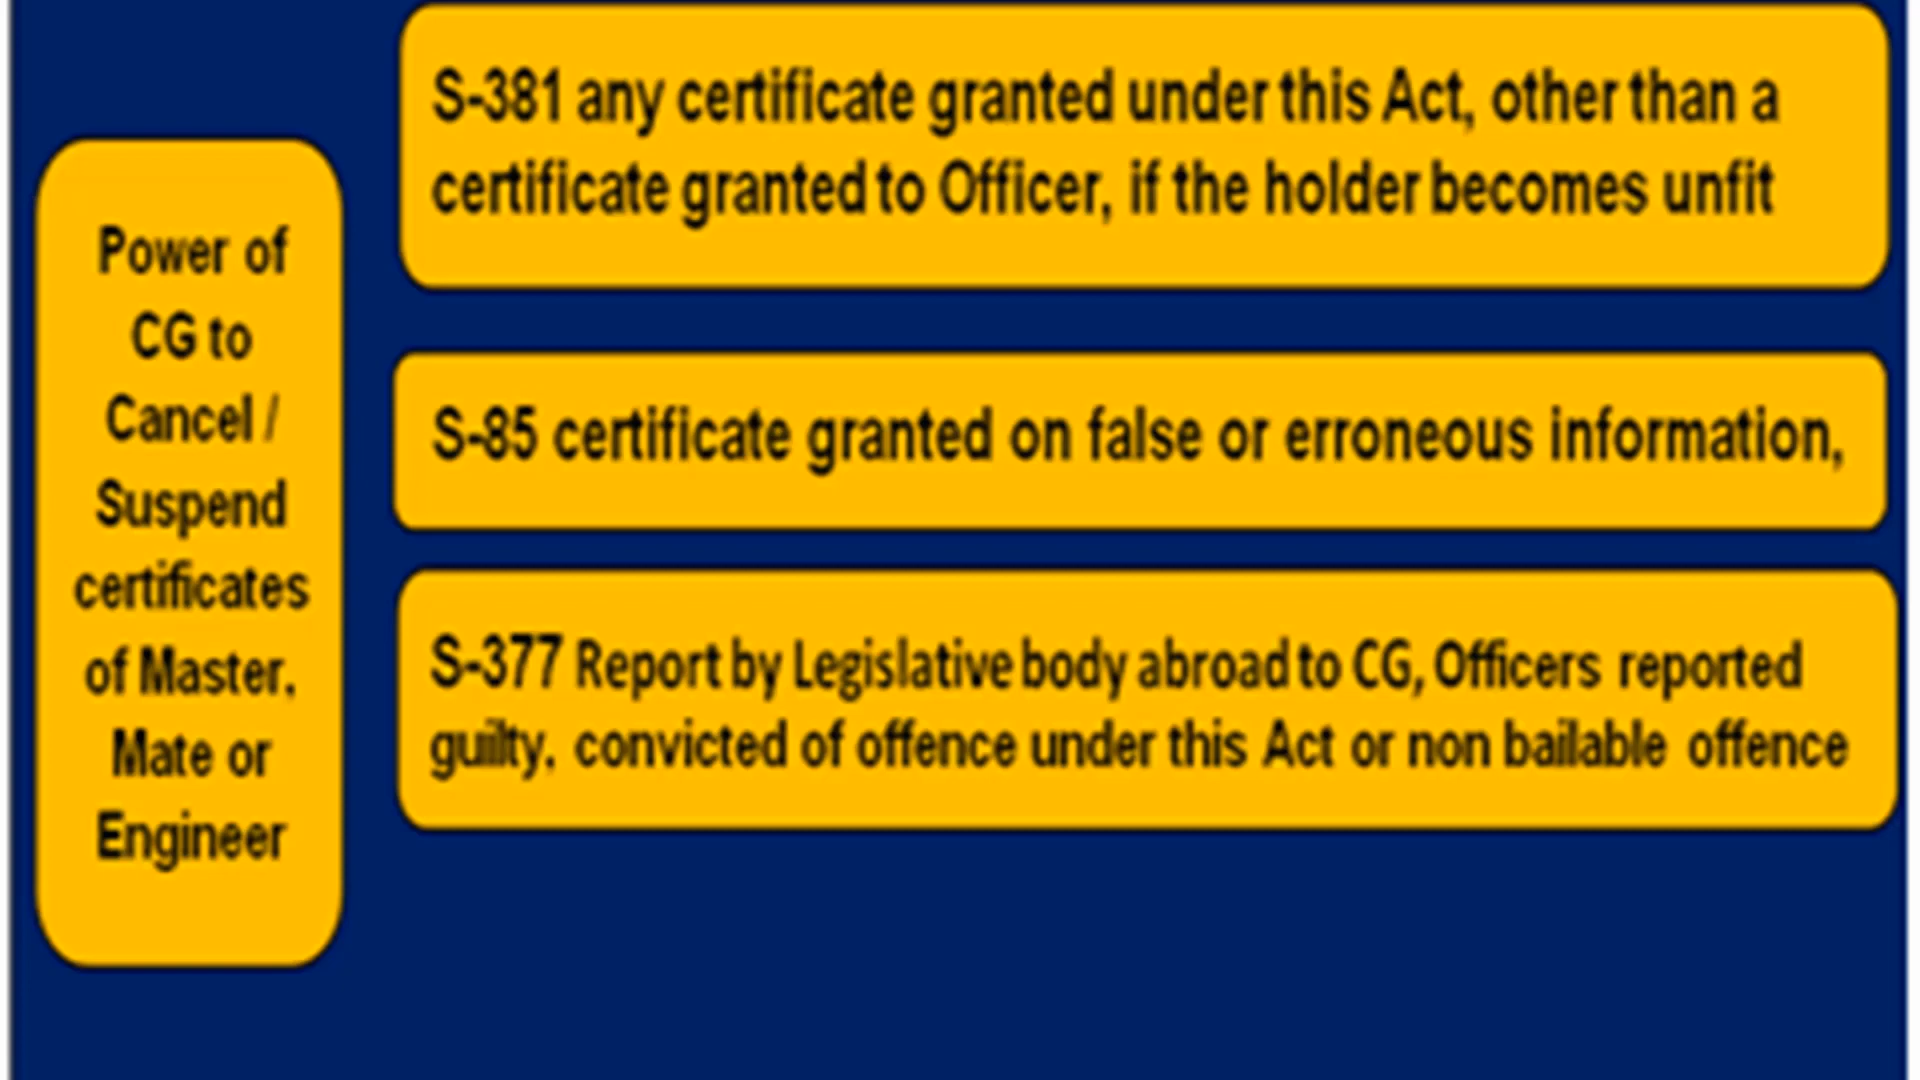 Power of
CG to
Cancel /
Suspend
certificates
of Master,
Mate or
Engineer
S-381 any certificate granted under this Act, other than a
certificate granted to Officer, if the holder becomes unfit
S-85 certificate granted on false or erroneous information,
S-377 Report by Legislative body abroad to CG, Officers reported
guilty, convicted of offence under this Act or non bailable offence